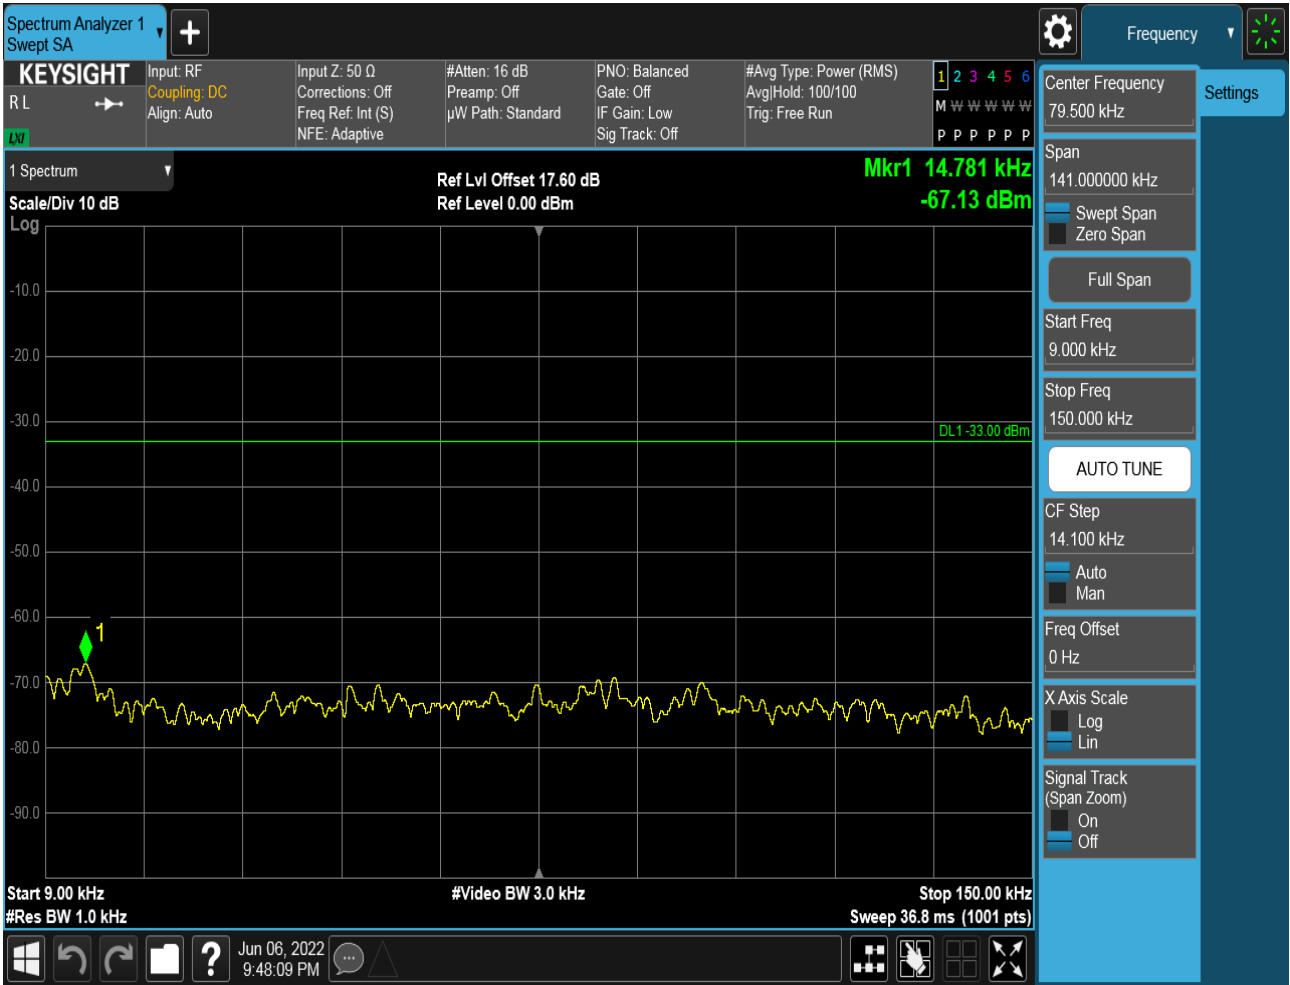 Spectrum Analyzer 1
Swept SA
Frequency
KEYSIGHT
R L
LXI
Input: RF
Coupling: DC
Align: Auto
Input Z: 50 Ω
Corrections: Off
Freq Ref: Int (S)
NFE: Adaptive
#Atten: 16 dB
Preamp: Off
µW Path: Standard
PNO: Balanced
Gate: Off
IF Gain: Low
Sig Track: Off
#Avg Type: Power (RMS)
Avg|Hold: 100/100
Trig: Free Run
1 2 3 4 5 6
M W W W W W
P P P P P P
1 Spectrum
Scale/Div 10 dB
Log
Ref Lvl Offset 17.60 dB
Ref Level 0.00 dBm
Mkr1 14.781 kHz
-67.13 dBm
-10.0
-20.0
-30.0
DL1 -33.00 dBm
-40.0
-50.0
-60.0
1
-70.0
-80.0
-90.0
Start 9.00 kHz
#Res BW 1.0 kHz
#Video BW 3.0 kHz
Stop 150.00 kHz
Sweep 36.8 ms (1001 pts)
Center Frequency
79.500 kHz
Settings
Span
141.000000 kHz
Swept Span
Zero Span
Full Span
Start Freq
9.000 kHz
Stop Freq
150.000 kHz
AUTO TUNE
CF Step
14.100 kHz
Auto
Man
Freq Offset
0 Hz
X Axis Scale
Log
Lin
Signal Track
(Span Zoom)
On
Off
?
Jun 06, 2022
9:48:09 PM